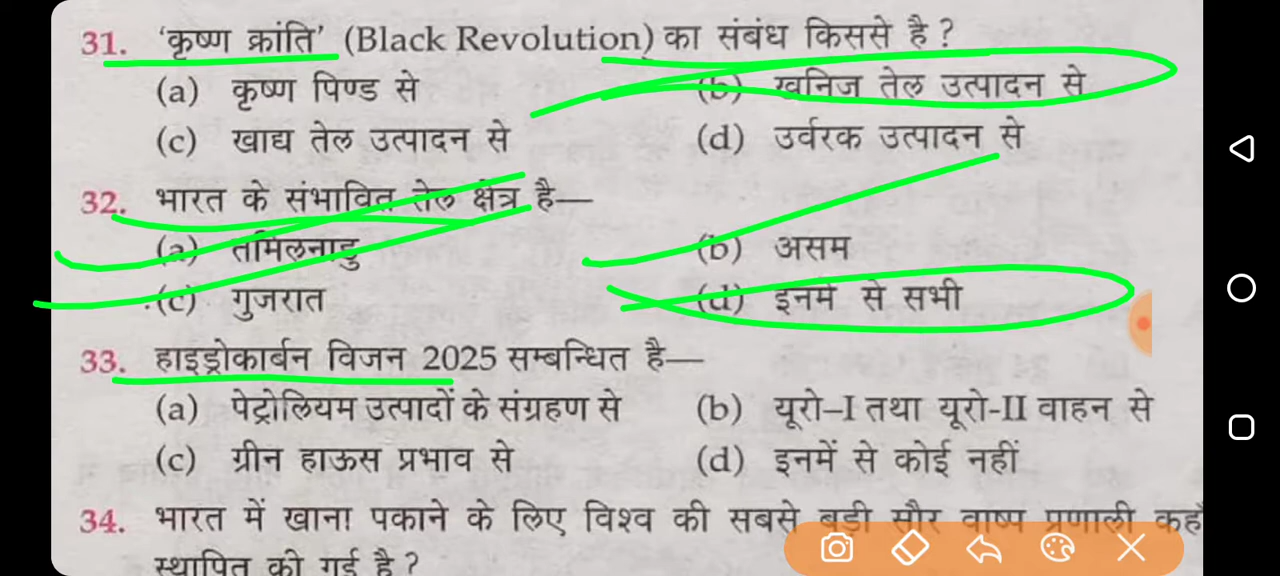 31. ‘कृष्ण क्रांति’ (Black Revolution) का संबंध किससे है ?
(a) कृष्ण पिण्ड से (b) खनिज तेल उत्पादन से
(c) खाद्य तेल उत्पादन से (d) उर्वरक उत्पादन से
32. भारत के संभावित तेल क्षेत्र है—
(a) तमिलनाडु (b) असम
(c) गुजरात (d) इनमें से सभी
33. हाइड्रोकार्बन विजन 2025 सम्बन्धित है—
(a) पेट्रोलियम उत्पादों के संग्रहण से (b) यूरो–I तथा यूरो-II वाहन से
(c) ग्रीन हाऊस प्रभाव से (d) इनमें से कोई नहीं
34. भारत में खाना पकाने के लिए विश्व की सबसे बड़ी सौर वाष्प प्रणाली कहाँ
स्थापित की गई है ?